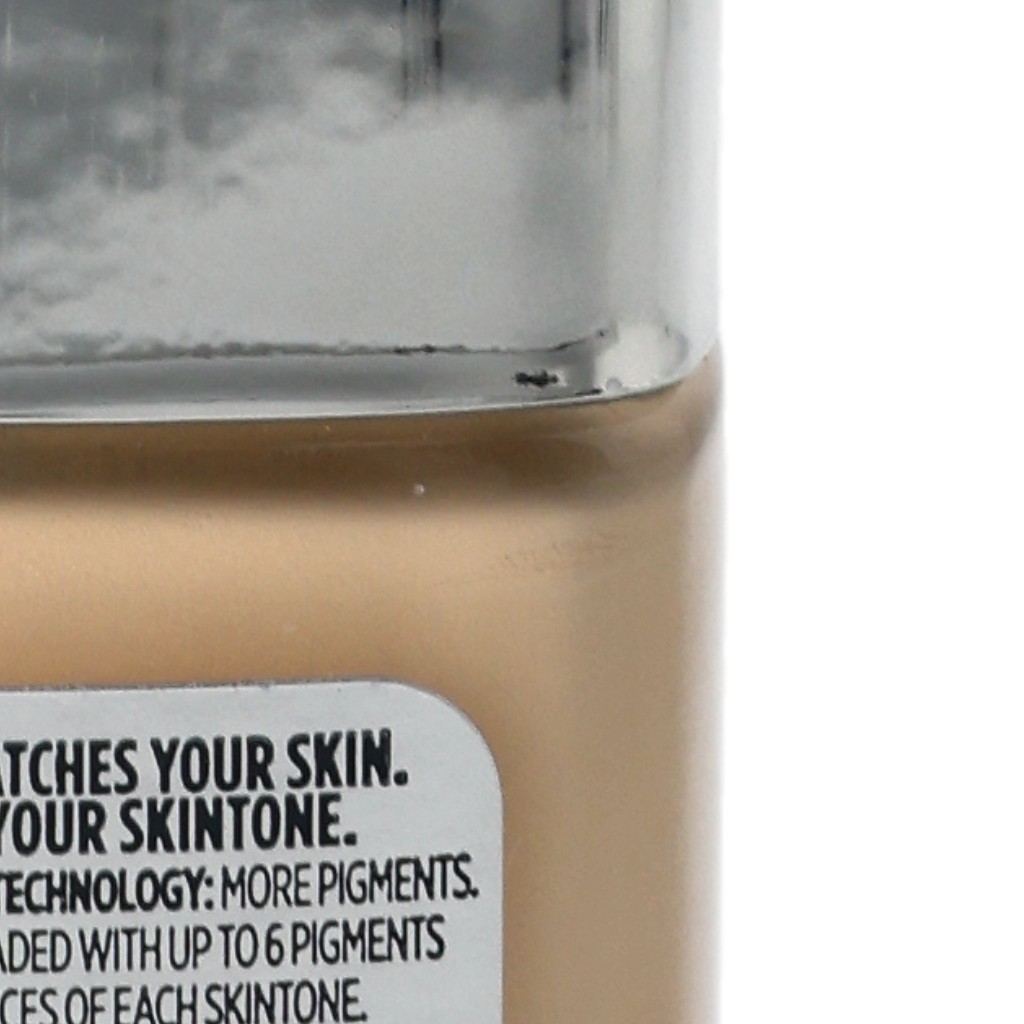 ATCHES YOUR SKIN.
YOUR SKINTONE.
TECHNOLOGY: MORE PIGMENTS.
ADED WITH UP TO 6 PIGMENTS
CES OF EACH SKINTONE.